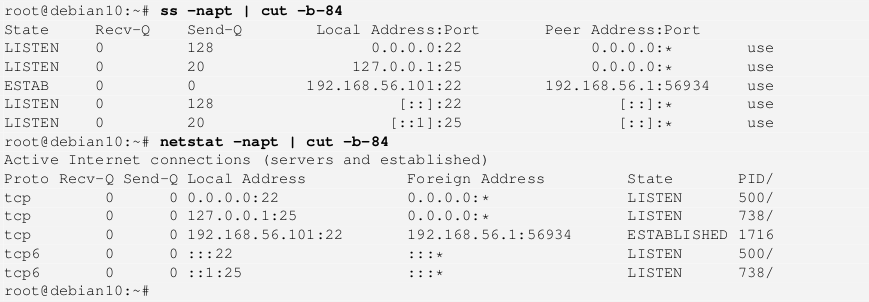 root@debian10:~# ss -napt | cut -b-84
State Recv-Q Send-Q Local Address:Port Peer Address:Port
LISTEN 0 128 0.0.0.0:22 0.0.0.0:* use
LISTEN 0 20 127.0.0.1:25 0.0.0.0:* use
ESTAB 0 0 192.168.56.101:22 192.168.56.1:56934 use
LISTEN 0 128 [::]:22 [::]:* use
LISTEN 0 20 [::1]:25 [::]:* use
root@debian10:~# netstat -napt | cut -b-84
Active Internet connections (servers and established)
Proto Recv-Q Send-Q Local Address Foreign Address State PID/
tcp 0 0 0.0.0.0:22 0.0.0.0:* LISTEN 500/
tcp 0 0 127.0.0.1:25 0.0.0.0:* LISTEN 738/
tcp 0 0 192.168.56.101:22 192.168.56.1:56934 ESTABLISHED 1716
tcp6 0 0 :::22 :::* LISTEN 500/
tcp6 0 0 ::1:25 :::* LISTEN 738/
root@debian10:~#